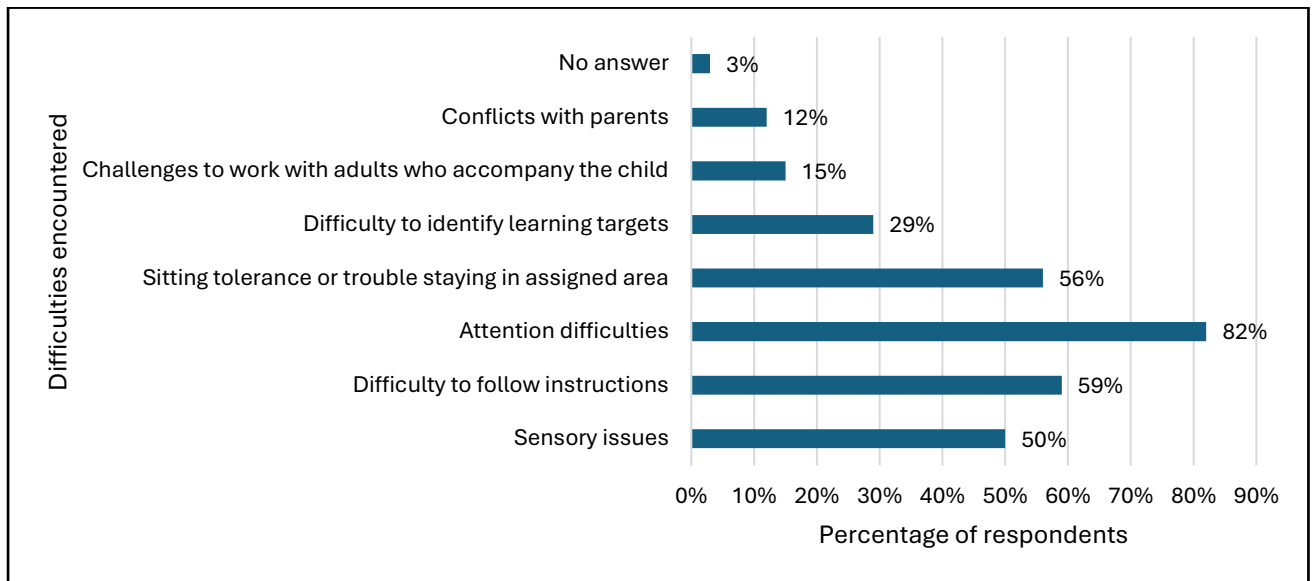 Difficulties encountered
No answer
3%
Conflicts with parents
12%
Challenges to work with adults who accompany the child
15%
Difficulty to identify learning targets
29%
Sitting tolerance or trouble staying in assigned area
56%
Attention difficulties
82%
Difficulty to follow instructions
59%
Sensory issues
50%
0% 10% 20% 30% 40% 50% 60% 70% 80% 90%
Percentage of respondents